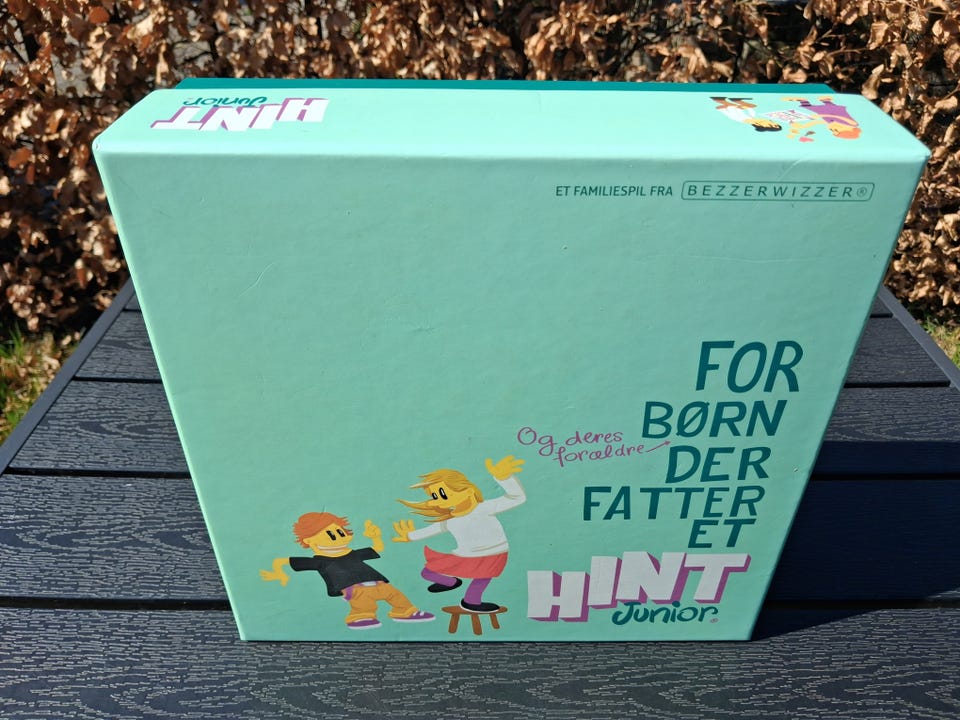 HINT
Junior
ET FAMILIESPIL FRA BEZZERWIZZER®
FOR
BØRN
Og deres
forældre
DER
FATTER
ET
HINT
Junior®